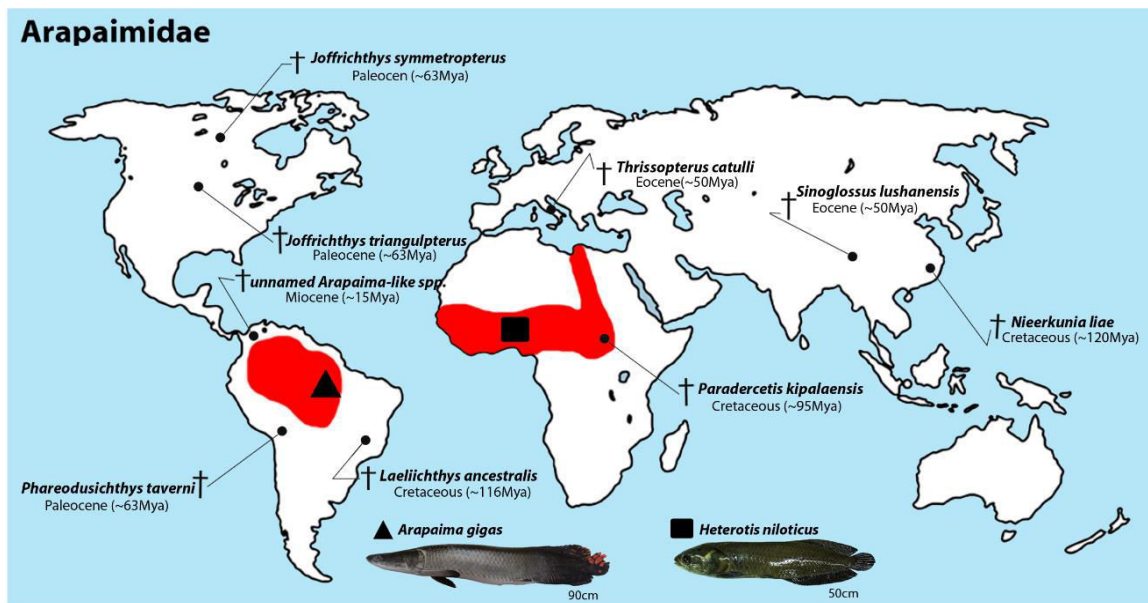 Arapaimidae
† Joffrichthys symmetropterus
Paleocen (~63Mya)
† Thrissopterus catulli
Eocene(~50Mya)
† Sinoglossus lushanensis
Eocene (~50Mya)
† Joffrichthys triangulpterus
Paleocene (~63Mya)
† unnamed Arapaima-like spp.
Miocene (~15Mya)
† Nieerkunia liae
Cretaceous (~120Mya)
† Paradercetis kipalaensis
Cretaceous (~95Mya)
Phareodusichthys taverni †
Paleocene (~63Mya)
† Laeliichthys ancestralis
Cretaceous (~116Mya)
Arapaima gigas
Heterotis niloticus
90cm
50cm